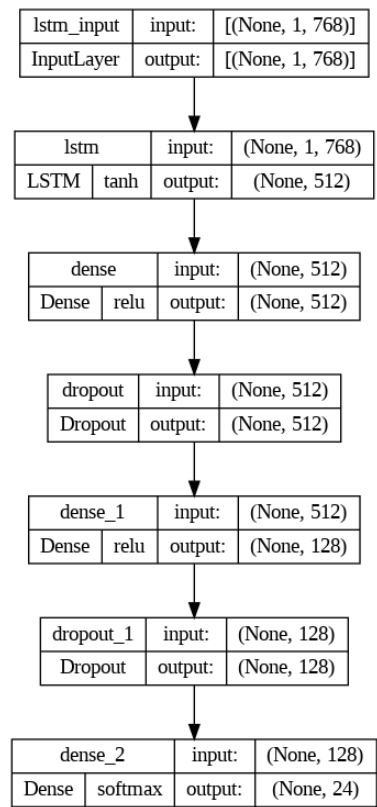 lstm_input input: [(None, 1, 768)]
InputLayer output: [(None, 1, 768)]
lstm input: (None, 1, 768)
LSTM tanh output: (None, 512)
dense input: (None, 512)
Dense relu output: (None, 512)
dropout input: (None, 512)
Dropout output: (None, 512)
dense_1 input: (None, 512)
Dense relu output: (None, 128)
dropout_1 input: (None, 128)
Dropout output: (None, 128)
dense_2 input: (None, 128)
Dense softmax output: (None, 24)